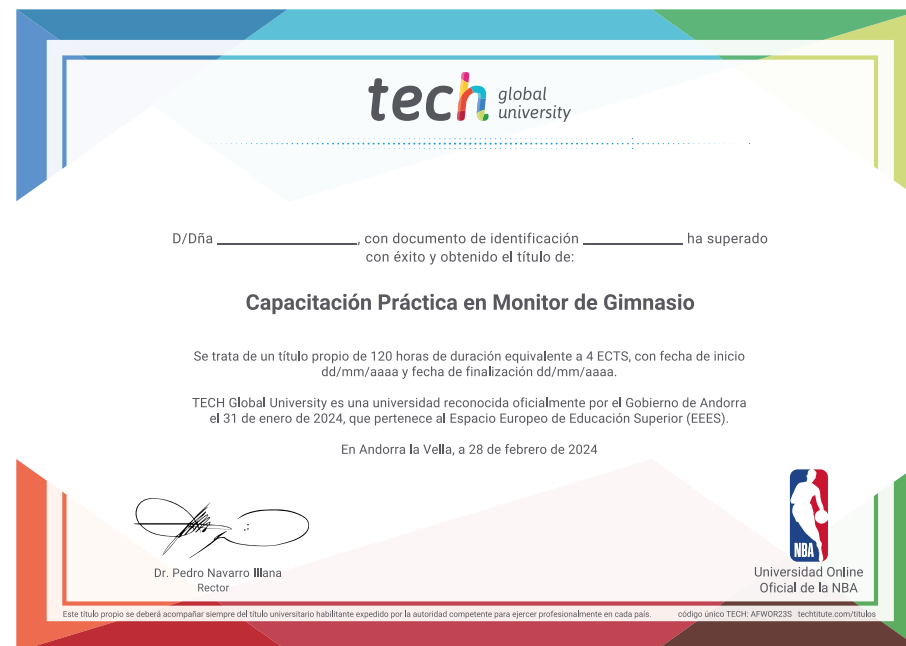 tech global
university
D/Dña ____________, con documento de identificación ____________ ha superado
con éxito y obtenido el título de:
Capacitación Práctica en Monitor de Gimnasio
Se trata de un título propio de 120 horas de duración equivalente a 4 ECTS, con fecha de inicio
dd/mm/aaaa y fecha de finalización dd/mm/aaaa.
TECH Global University es una universidad reconocida oficialmente por el Gobierno de Andorra
el 31 de enero de 2024, que pertenece al Espacio Europeo de Educación Superior (EEES).
En Andorra la Vella, a 28 de febrero de 2024
Dr. Pedro Navarro Illana
Rector
NBA
Universidad Online
Oficial de la NBA
Este título propio se deberá acompañar siempre del título universitario habilitante expedido por la autoridad competente para ejercer profesionalmente en cada país.
código único TECH: AFWOR23S techtitute.com/titulos